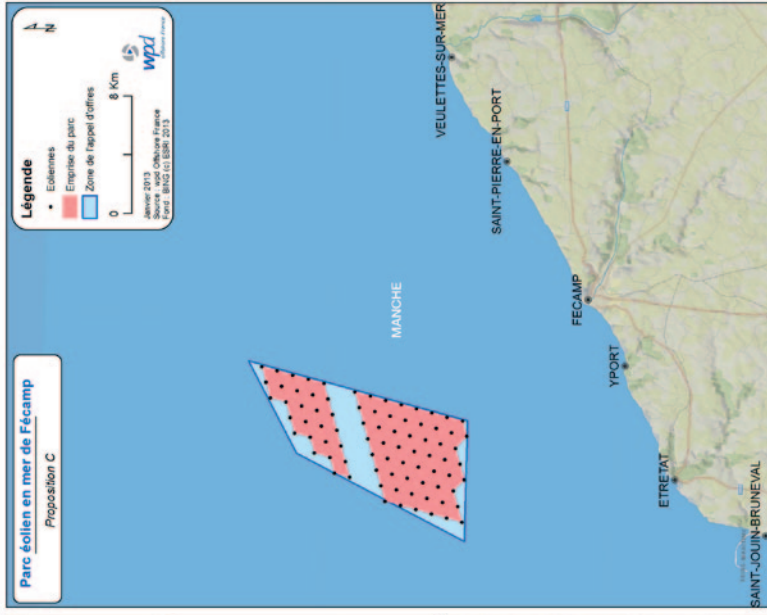 Parc éolien en mer de Fécamp
Proposition C
Légende
Eoliennes
Emprise du parc
Zone de l'appel d'offres
0
8 Km
Janvier 2013
Source : wpd Offshore France
Fond : BING (c) ESRI 2013
N
wpd
offshore france
MANCHE
VEULETTES-SUR-MER
SAINT-PIERRE-EN-PORT
FECAMP
YPORT
ETRETAT
SAINT-JOUIN-BRUNEVAL